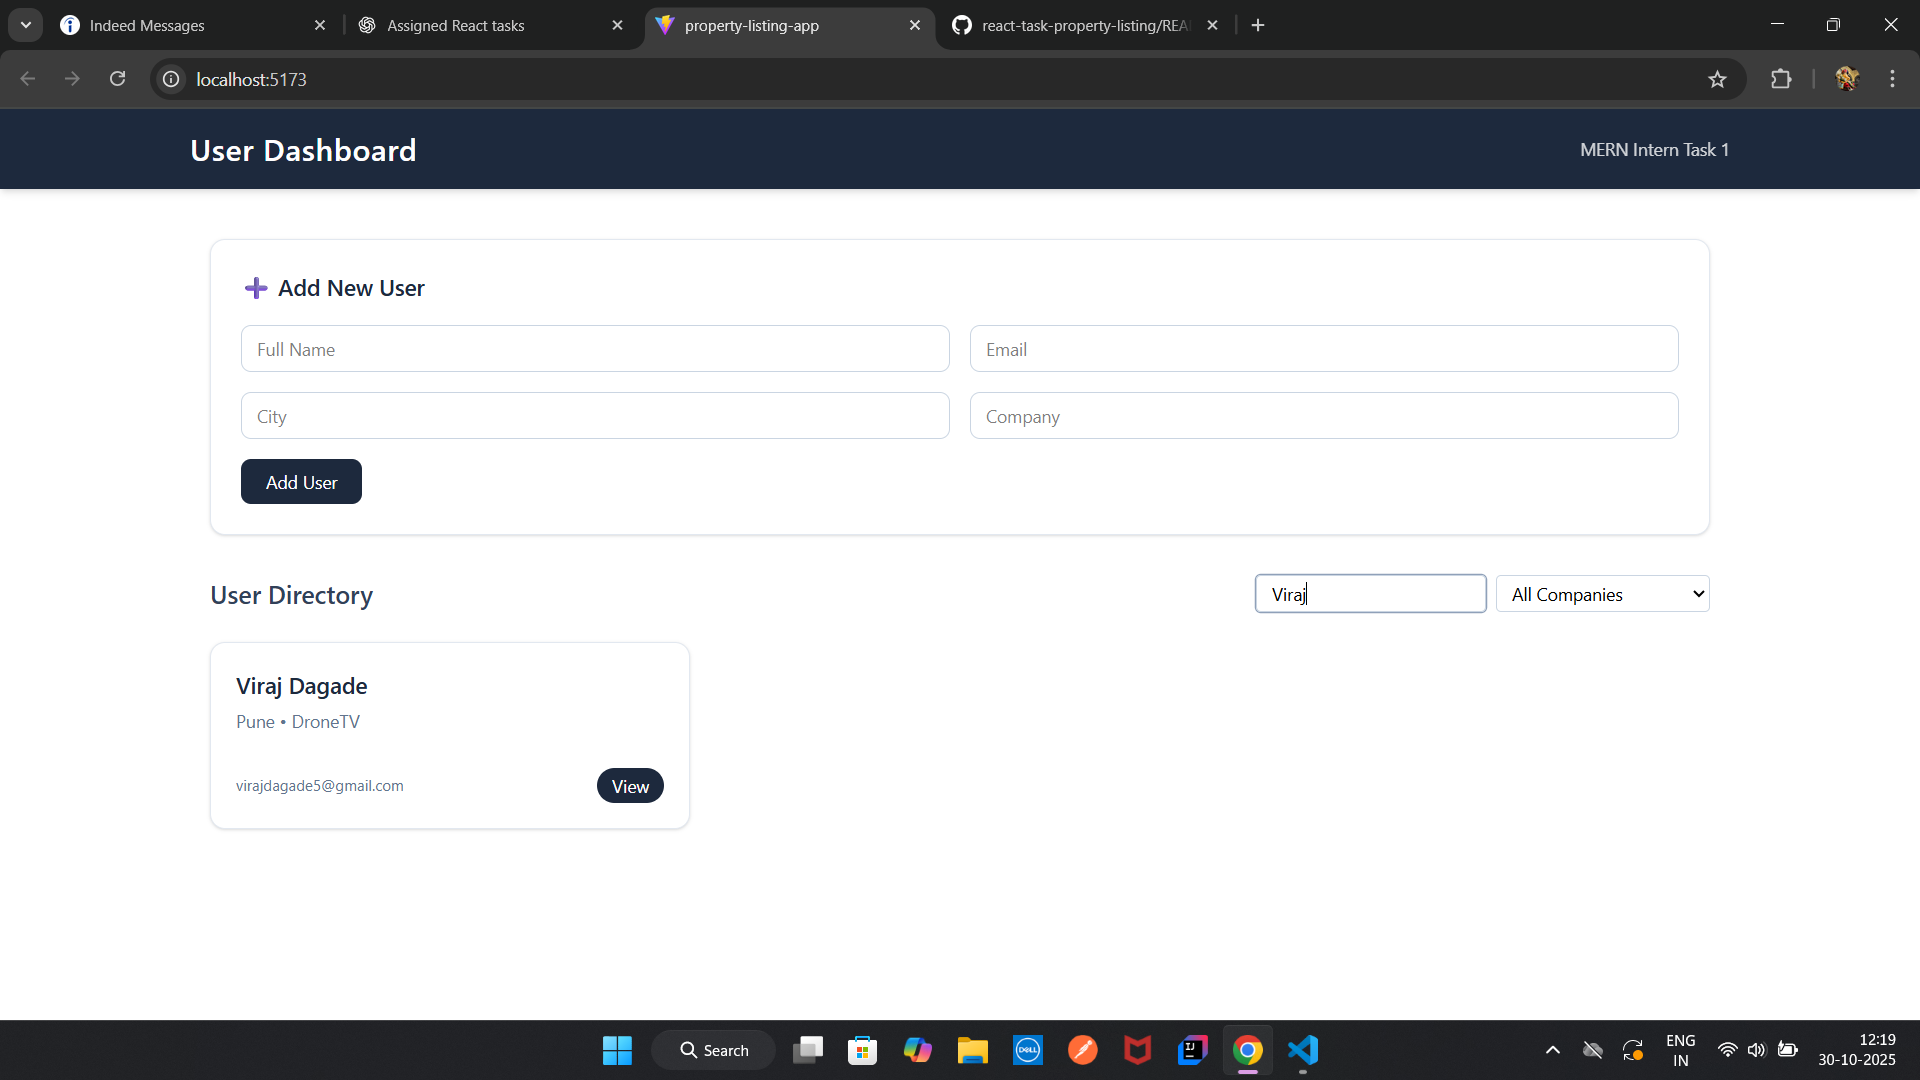 Indeed Messages
Assigned React tasks
property-listing-app
react-task-property-listing/REA
localhost:5173
User Dashboard
MERN Intern Task 1
Add New User
Full Name
Email
City
Company
Add User
User Directory
Viraj
All Companies
Viraj Dagade
Pune • DroneTV
virajdagade5@gmail.com
View
Search
DELL
IJ
ENG
IN
12:19
30-10-2025